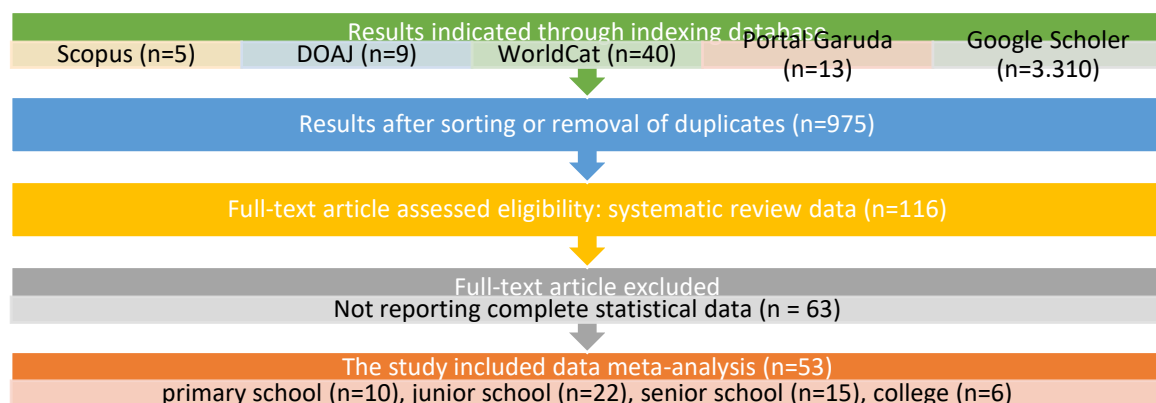 Results indicated through indexing database
Scopus (n=5)
DOAJ (n=9)
WorldCat (n=40)
Portal Garuda
(n=13)
Google Scholer
(n=3.310)
Results after sorting or removal of duplicates (n=975)
Full-text article assessed eligibility: systematic review data (n=116)
Full-text article excluded
Not reporting complete statistical data (n = 63)
The study included data meta-analysis (n=53)
primary school (n=10), junior school (n=22), senior school (n=15), college (n=6)